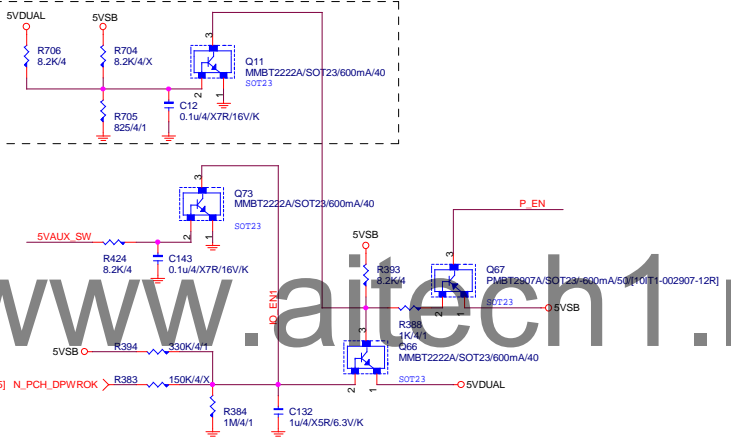 5VDUAL
5VSB
R706
8.2K/4
R704
8.2K/4/X
3
Q11
MMBT2222A/SOT23/600mA/40
SOT23
2
1
R705
825/4/1
C12
0.1u/4/X7R/16V/K
3
Q73
MMBT2222A/SOT23/600mA/40
SOT23
2
1
5VAUX_SW
R424
8.2K/4
C143
0.1u/4/X7R/16V/K
P_EN
5VSB
R393
8.2K/4
3
Q67
PMBT2907A/SOT23/-600mA/50/[10IT1-002907-12R]
SOT23
2
1
5VSB
R388
1K/4/1
IO_EN1
www.aitech1.
3
Q66
MMBT2222A/SOT23/600mA/40
SOT23
2
1
5VDUAL
5VSB
R394
330K/4/1
5] N_PCH_DPWROK
R383
150K/4/X
R384
1M/4/1
C132
1u/4/X5R/6.3V/K